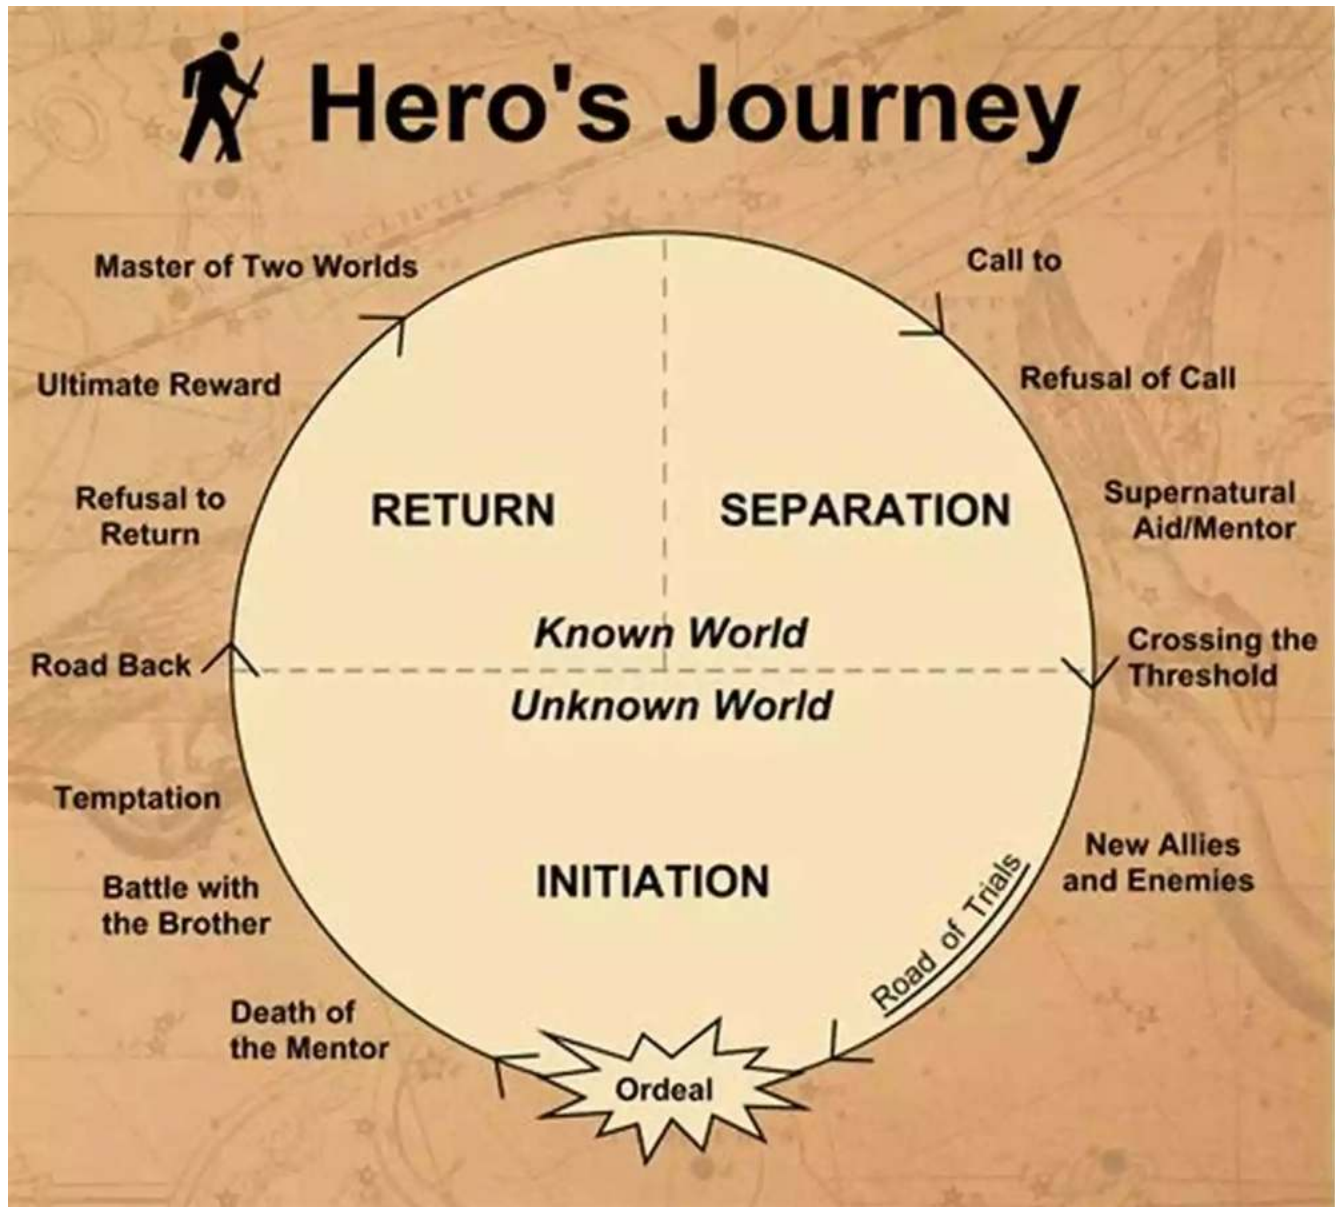 Hero's Journey
Call to
Refusal of Call
Supernatural
Aid/Mentor
Crossing the
Threshold
New Allies
and Enemies
Road of Trials
Ordeal
Death of
the Mentor
Battle with
the Brother
Temptation
Road Back
Refusal to
Return
Ultimate Reward
Master of Two Worlds
RETURN
SEPARATION
Known World
Unknown World
INITIATION
ECLIPTIC